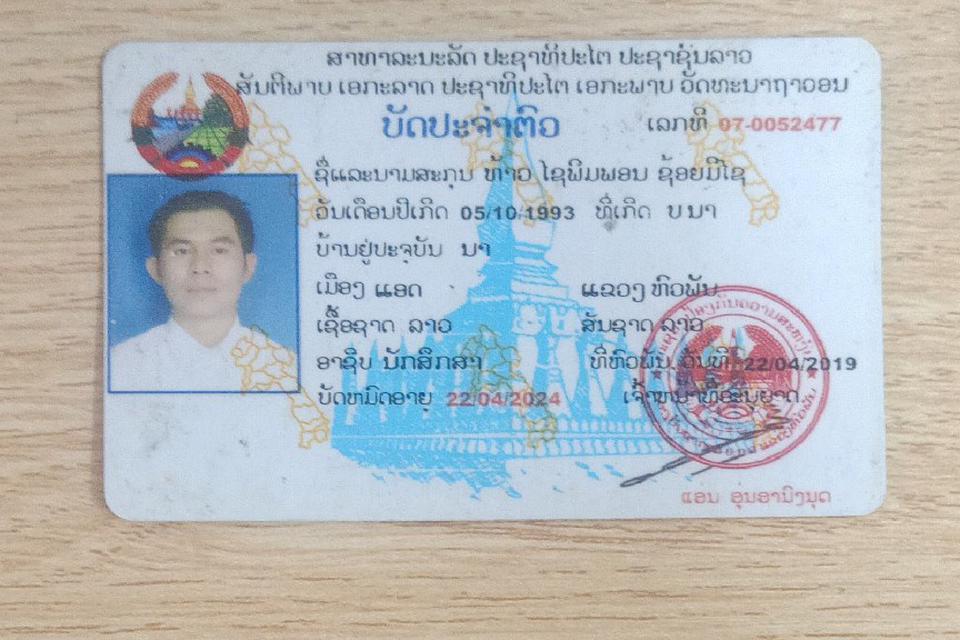 ສາທາລະນະລັດ ປະຊາທິປະໄຕ ປະຊາຊົນລາວ
ສັນຕິພາບ ເອກະລາດ ປະຊາທິປະໄຕ ເອກະພາບ ວັດທະນາຖາວອນ
ບັດປະຈຳຕົວ ເລກທີ 07-0052477
ຊື່ແລະນາມສະກຸນ ທ້າວ ໄຊພິມພອນ ຊ້ອຍມີໄຊ
ວັນເດືອນປີເກີດ 05/10/1993 ທີ່ເກີດ ບ ນາ
ບ້ານຢູ່ປະຈຸບັນ ນາ
ເມືອງ ແອດ ແຂວງ ຫົວພັນ
ເຊື້ອຊາດ ລາວ ສັນຊາດ ລາວ
ອາຊີບ ນັກສຶກສາ ທີ່ຫົວພັນ ວັນທີ 22/04/2019
ບັດຫມົດອາຍຸ 22/04/2024 ເຈົ້າຫນ້າທີ່ອະນຸຍາດ
ແອນ ອຸນອານົງນຸດ